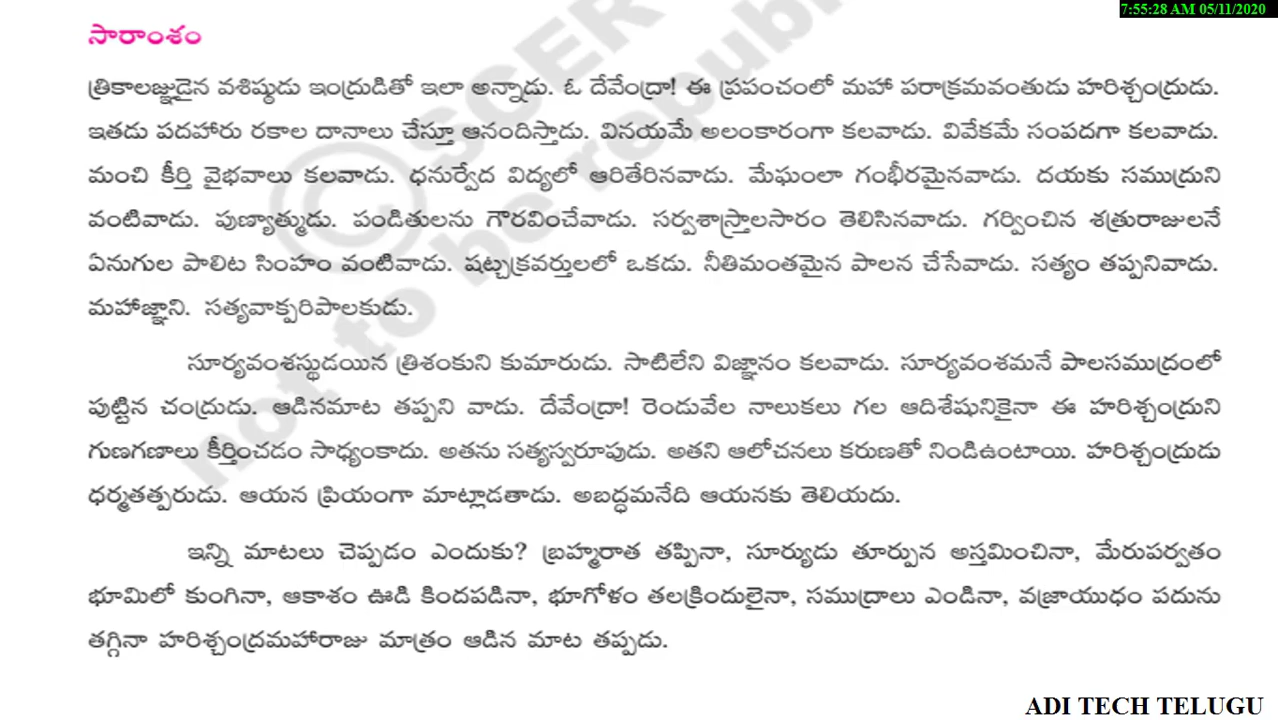 7:55:28 AM 05/11/2020
సారాంశం
త్రికాలజ్ఞుడైన వశిష్ఠుడు ఇంద్రుడితో ఇలా అన్నాడు. ఓ దేవేంద్రా! ఈ ప్రపంచంలో మహా పరాక్రమవంతుడు హరిశ్చంద్రుడు.
ఇతడు పదహారు రకాల దానాలు చేస్తూ ఆనందిస్తాడు. వినయమే అలంకారంగా కలవాడు. వివేకమే సంపదగా కలవాడు.
మంచి కీర్తి వైభవాలు కలవాడు. ధనుర్వేద విద్యలో ఆరితేరినవాడు. మేఘంలా గంభీరమైనవాడు. దయకు సముద్రుని
వంటివాడు. పుణ్యాత్ముడు. పండితులను గౌరవించేవాడు. సర్వశాస్త్రాలసారం తెలిసినవాడు. గర్వించిన శత్రురాజులనే
ఏనుగుల పాలిట సింహం వంటివాడు. షట్చక్రవర్తులలో ఒకడు. నీతిమంతమైన పాలన చేసేవాడు. సత్యం తప్పనివాడు.
మహాజ్ఞాని. సత్యవాక్పరిపాలకుడు.
సూర్యవంశస్థుడయిన త్రిశంకుని కుమారుడు. సాటిలేని విజ్ఞానం కలవాడు. సూర్యవంశమనే పాలసముద్రంలో
పుట్టిన చంద్రుడు. ఆడినమాట తప్పని వాడు. దేవేంద్రా! రెండువేల నాలుకలు గల ఆదిశేషునికైనా ఈ హరిశ్చంద్రుని
గుణగణాలు కీర్తించడం సాధ్యంకాదు. అతను సత్యస్వరూపుడు. అతని ఆలోచనలు కరుణతో నిండిఉంటాయి. హరిశ్చంద్రుడు
ధర్మతత్పరుడు. ఆయన ప్రియంగా మాట్లాడతాడు. అబద్ధమనేది ఆయనకు తెలియదు.
ఇన్ని మాటలు చెప్పడం ఎందుకు? బ్రహ్మరాత తప్పినా, సూర్యుడు తూర్పున అస్తమించినా, మేరుపర్వతం
భూమిలో కుంగినా, ఆకాశం ఊడి కిందపడినా, భూగోళం తలక్రిందులైనా, సముద్రాలు ఎండినా, వజ్రాయుధం పదును
తగ్గినా హరిశ్చంద్రమహారాజు మాత్రం ఆడిన మాట తప్పడు.
© SCER
not to be republ
ADI TECH TELUGU